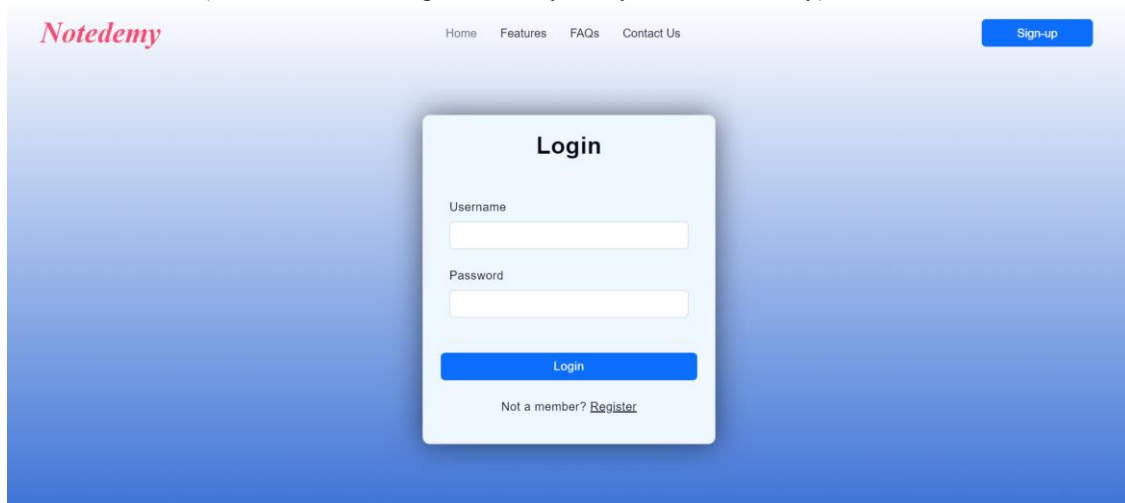 Notedemy Home Features FAQs Contact Us Sign-up
Login
Username
Password
Login
Not a member? Register